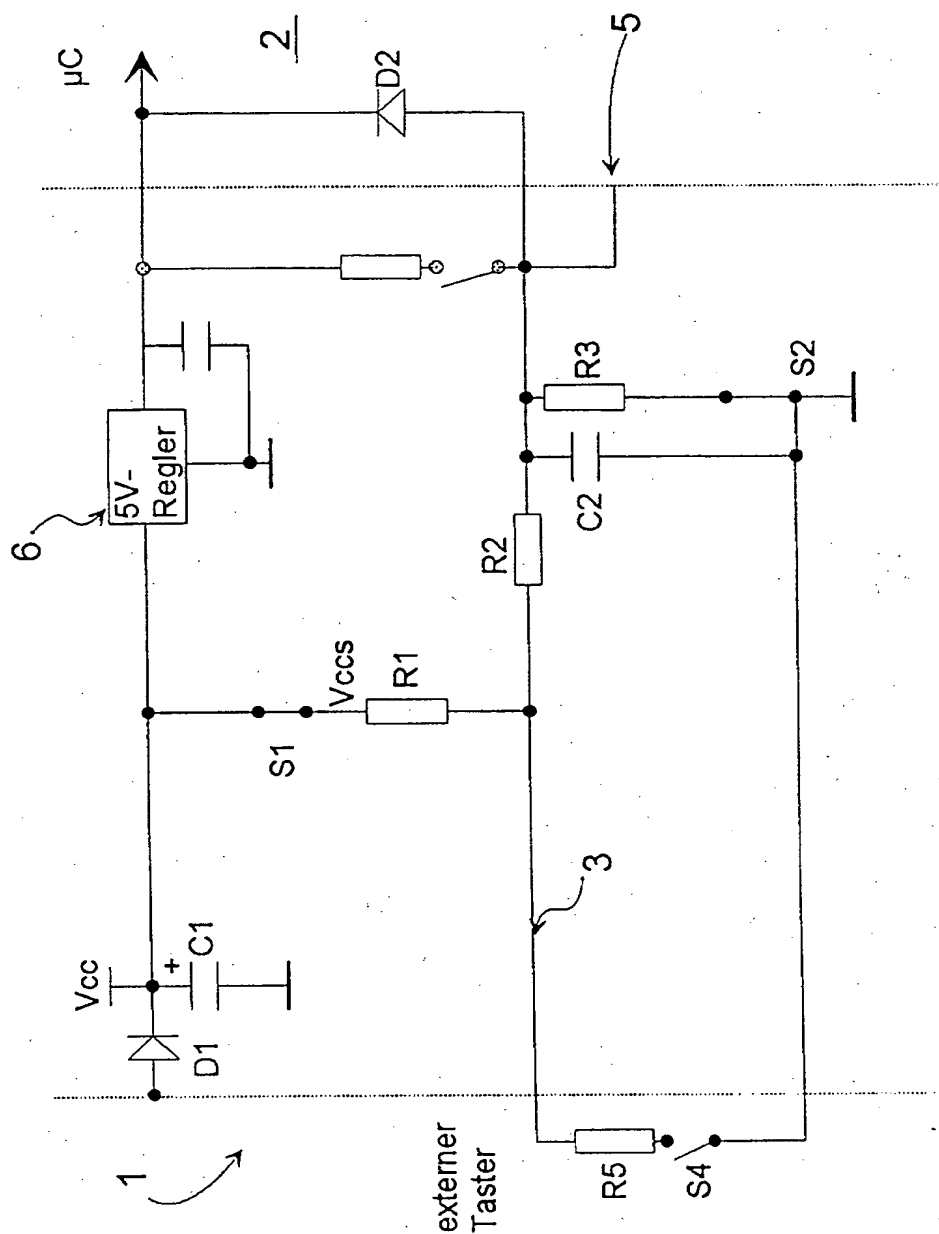 µC
2
5
D2
6
5V-
Regler
R3
S2
C2
R2
Vccs
R1
S1
3
Vcc
+
C1
D1
1
externer
Taster
R5
S4